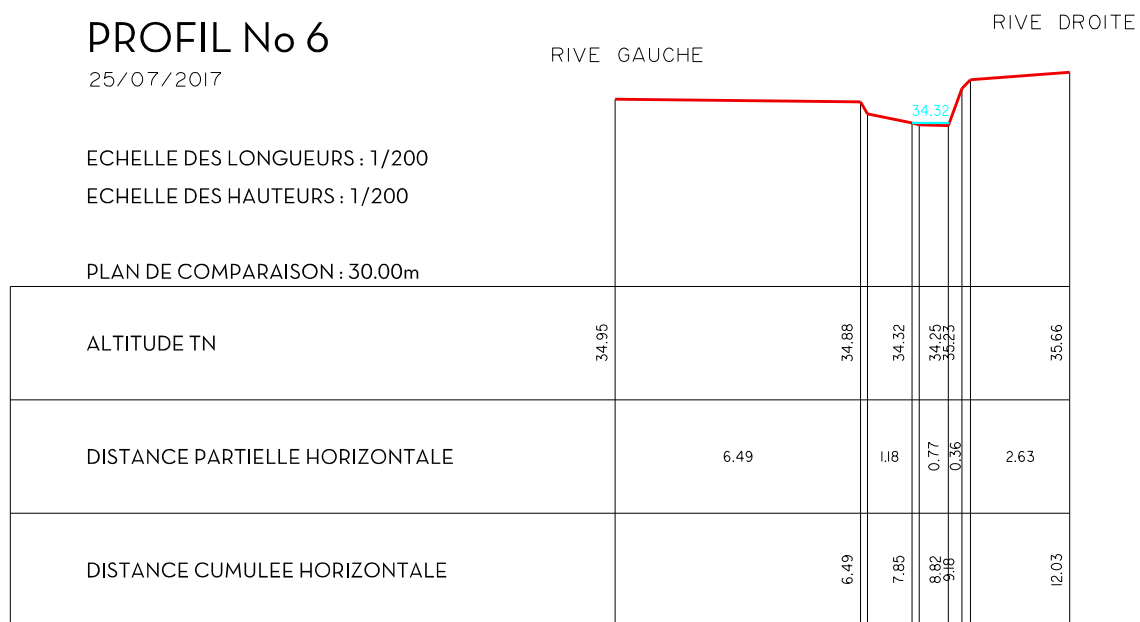 PROFIL No 6
25/07/2017
RIVE GAUCHE
RIVE DROITE
34.32
ECHELLE DES LONGUEURS : 1/200
ECHELLE DES HAUTEURS : 1/200
PLAN DE COMPARAISON : 30.00m
ALTITUDE TN 34.95 34.88 34.32 34.25 35.23 35.66
DISTANCE PARTIELLE HORIZONTALE 6.49 1.18 0.77 0.36 2.63
DISTANCE CUMULEE HORIZONTALE 6.49 7.85 8.82 9.18 12.03